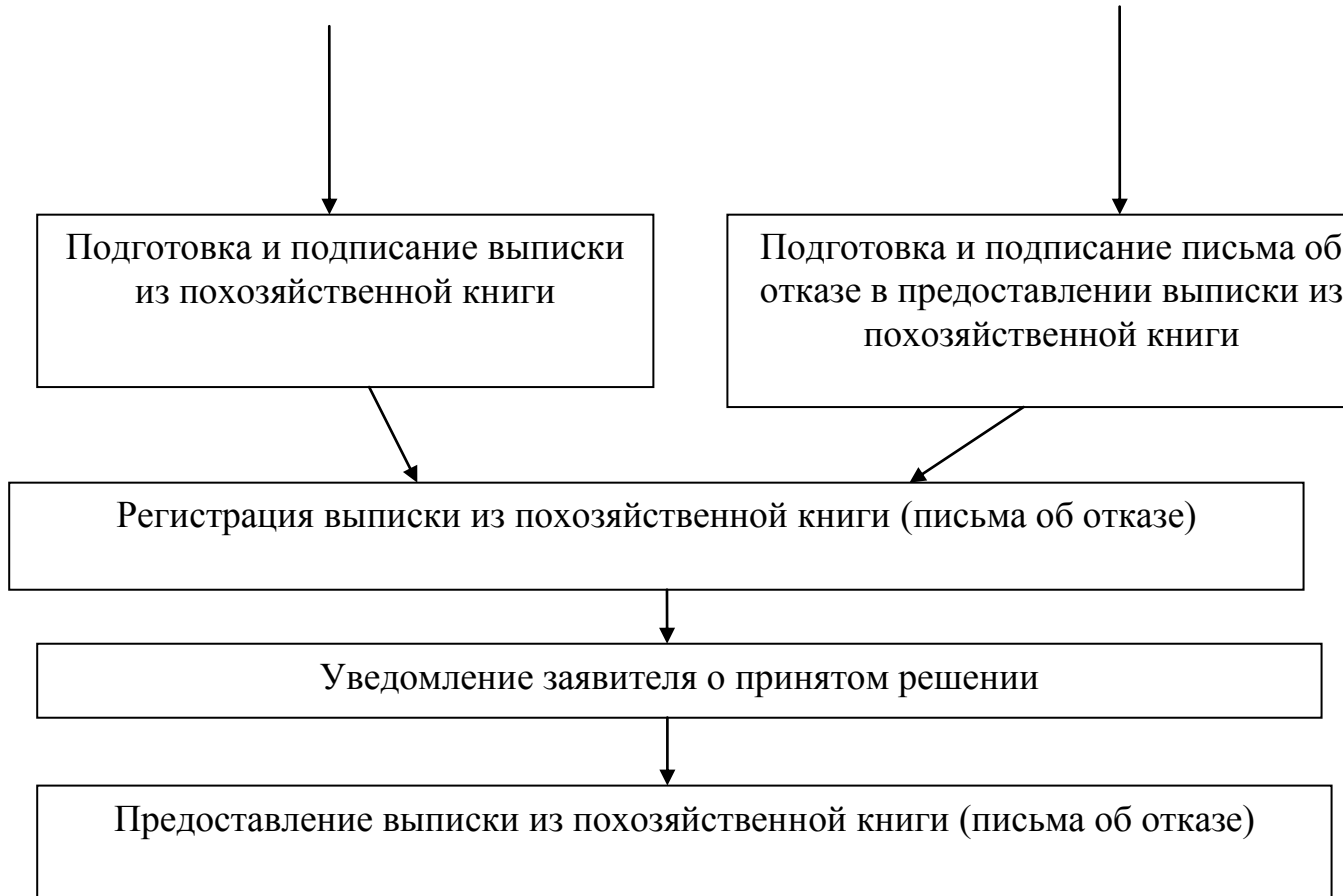 Подготовка и подписание выписки
из похозяйственной книги
Подготовка и подписание письма об
отказе в предоставлении выписки из
похозяйственной книги
Регистрация выписки из похозяйственной книги (письма об отказе)
Уведомление заявителя о принятом решении
Предоставление выписки из похозяйственной книги (письма об отказе)